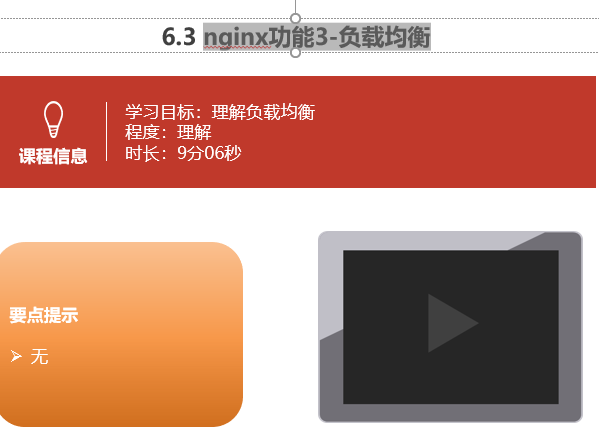 6.3 nginx功能3-负载均衡
学习目标：理解负载均衡
程度：理解
时长：9分06秒
课程信息
要点提示
➢ 无